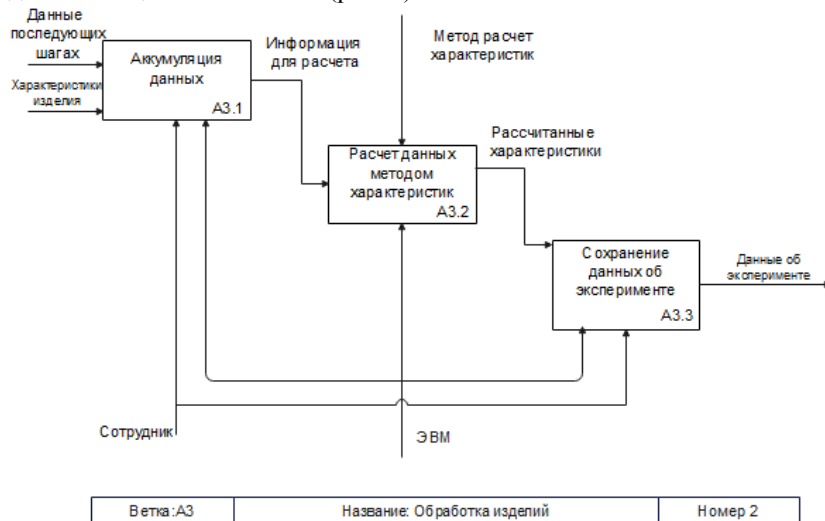 Данные
последующих
шагах
Характеристики
изделия
Аккумуляция
данных
А3.1
Информация
для расчета
Метод расчет
характеристик
Расчет данных
методом
характеристик
А3.2
Рассчитанные
характеристики
Сохранение
данных об
эксперименте
А3.3
Данные об
эксперименте
Сотрудник
ЭВМ
Ветка:А3
Название: Обработка изделий
Номер 2